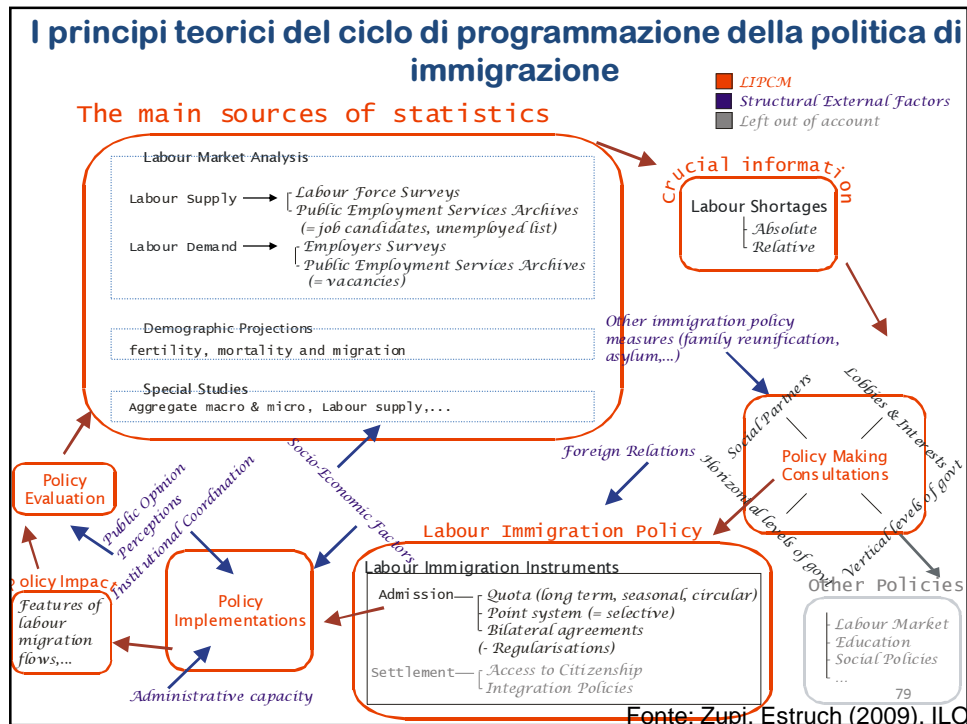 I principi teorici del ciclo di programmazione della politica di
immigrazione
LIPCM
Structural External Factors
Left out of account
The main sources of statistics
Labour Market Analysis
Labour Supply
Labour Force Surveys
Public Employment Services Archives
(= job candidates, unemployed list)
Labour Demand
Employers Surveys
Public Employment Services Archives
(= vacancies)
Demographic Projections
fertility, mortality and migration
Special Studies
Aggregate macro & micro, Labour supply,...
Crucial information
Labour Shortages
Absolute
Relative
Other immigration policy
measures (family reunification,
asylum,...)
Social Partners
Lobbies & Interests
Policy Making
Consultations
Horizontal levels of govt
Vertical levels of govt
Foreign Relations
Socio-Economic Factors
Policy
Evaluation
Public Opinion
Perceptions
Institutional Coordination
Labour Immigration Policy
Labour Immigration Instruments
Admission
Quota (long term, seasonal, circular)
Point system (= selective)
Bilateral agreements
(- Regularisations)
Settlement
Access to Citizenship
Integration Policies
Policy
Implementations
Policy Impact
Features of
labour
migration
flows,...
Administrative capacity
Other Policies
Labour Market
Education
Social Policies
...
79
Fonte: Zupi, Estruch (2009), ILO